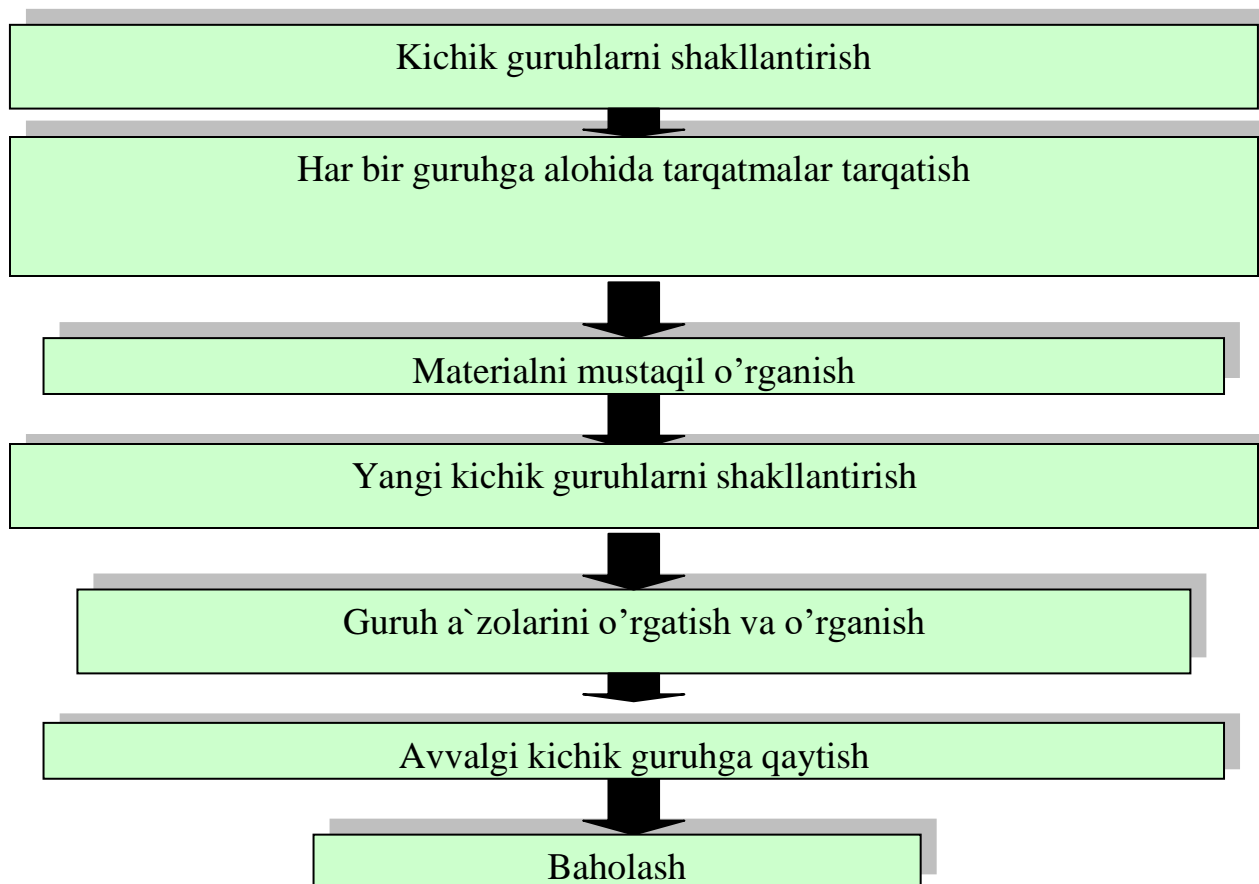 Kichik guruhlarni shakllantirish
Har bir guruhga alohida tarqatmalar tarqatish
Materialni mustaqil o’rganish
Yangi kichik guruhlarni shakllantirish
Guruh a`zolarini o’rgatish va o’rganish
Avvalgi kichik guruhga qaytish
Baholash